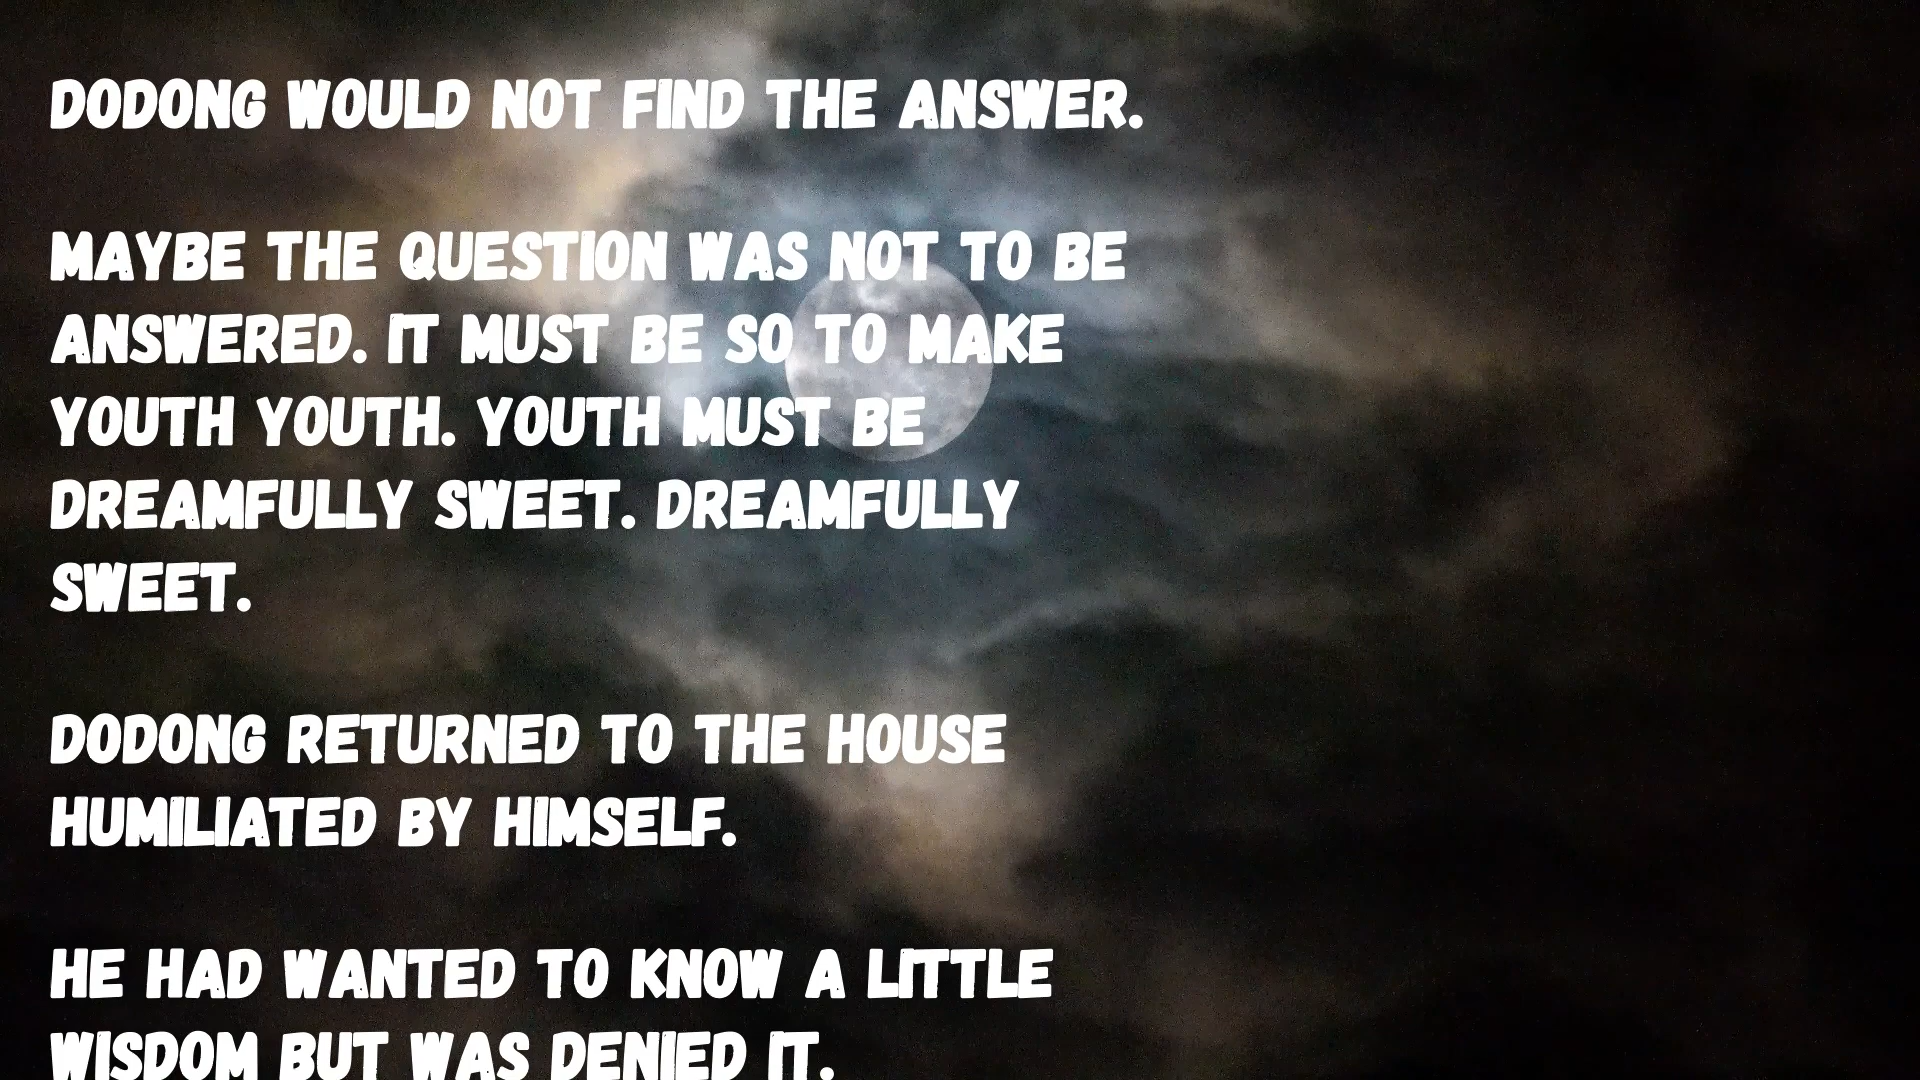 DODONG WOULD NOT FIND THE ANSWER.
MAYBE THE QUESTION WAS NOT TO BE
ANSWERED. IT MUST BE SO TO MAKE
YOUTH YOUTH. YOUTH MUST BE
DREAMFULLY SWEET. DREAMFULLY
SWEET.
DODONG RETURNED TO THE HOUSE
HUMILIATED BY HIMSELF.
HE HAD WANTED TO KNOW A LITTLE
WISDOM BUT WAS DENIED IT.